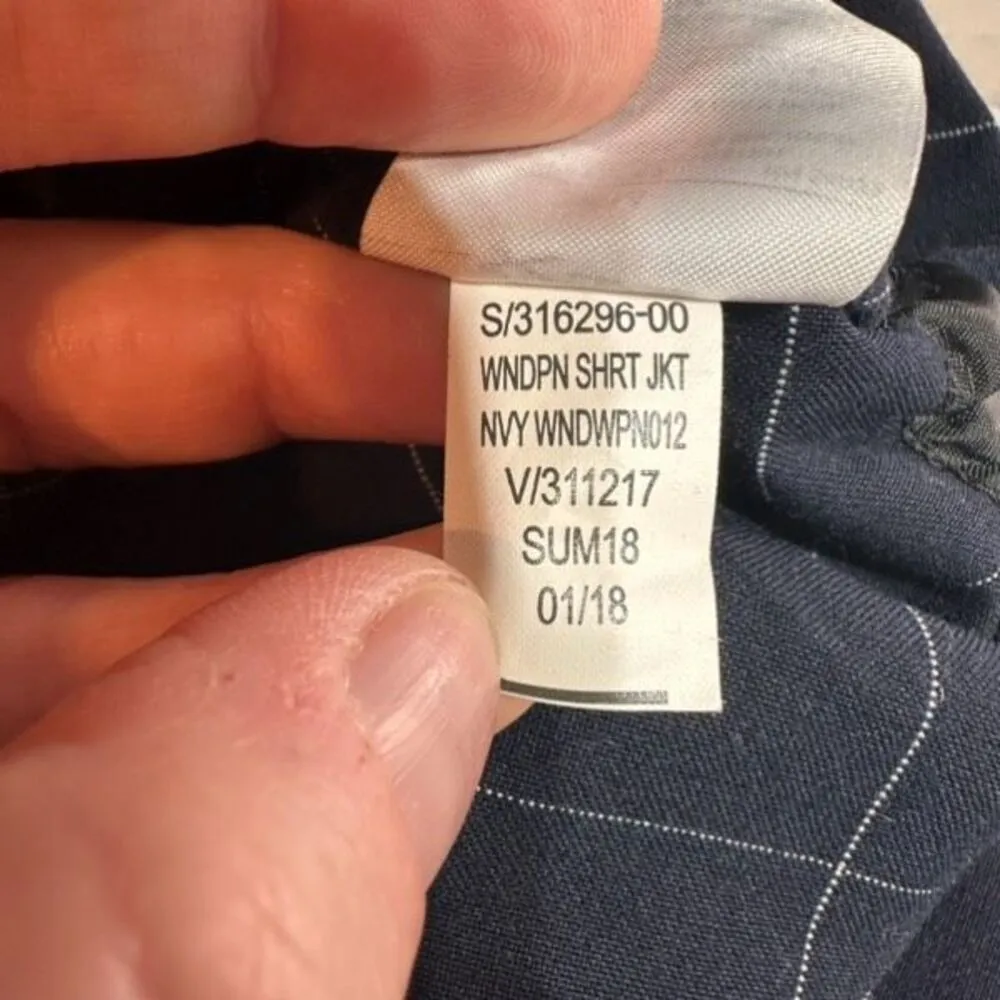 S/316296-00
WNDPN SHRT JKT
NVY WNDWPN012
V/311217
SUM18
01/18